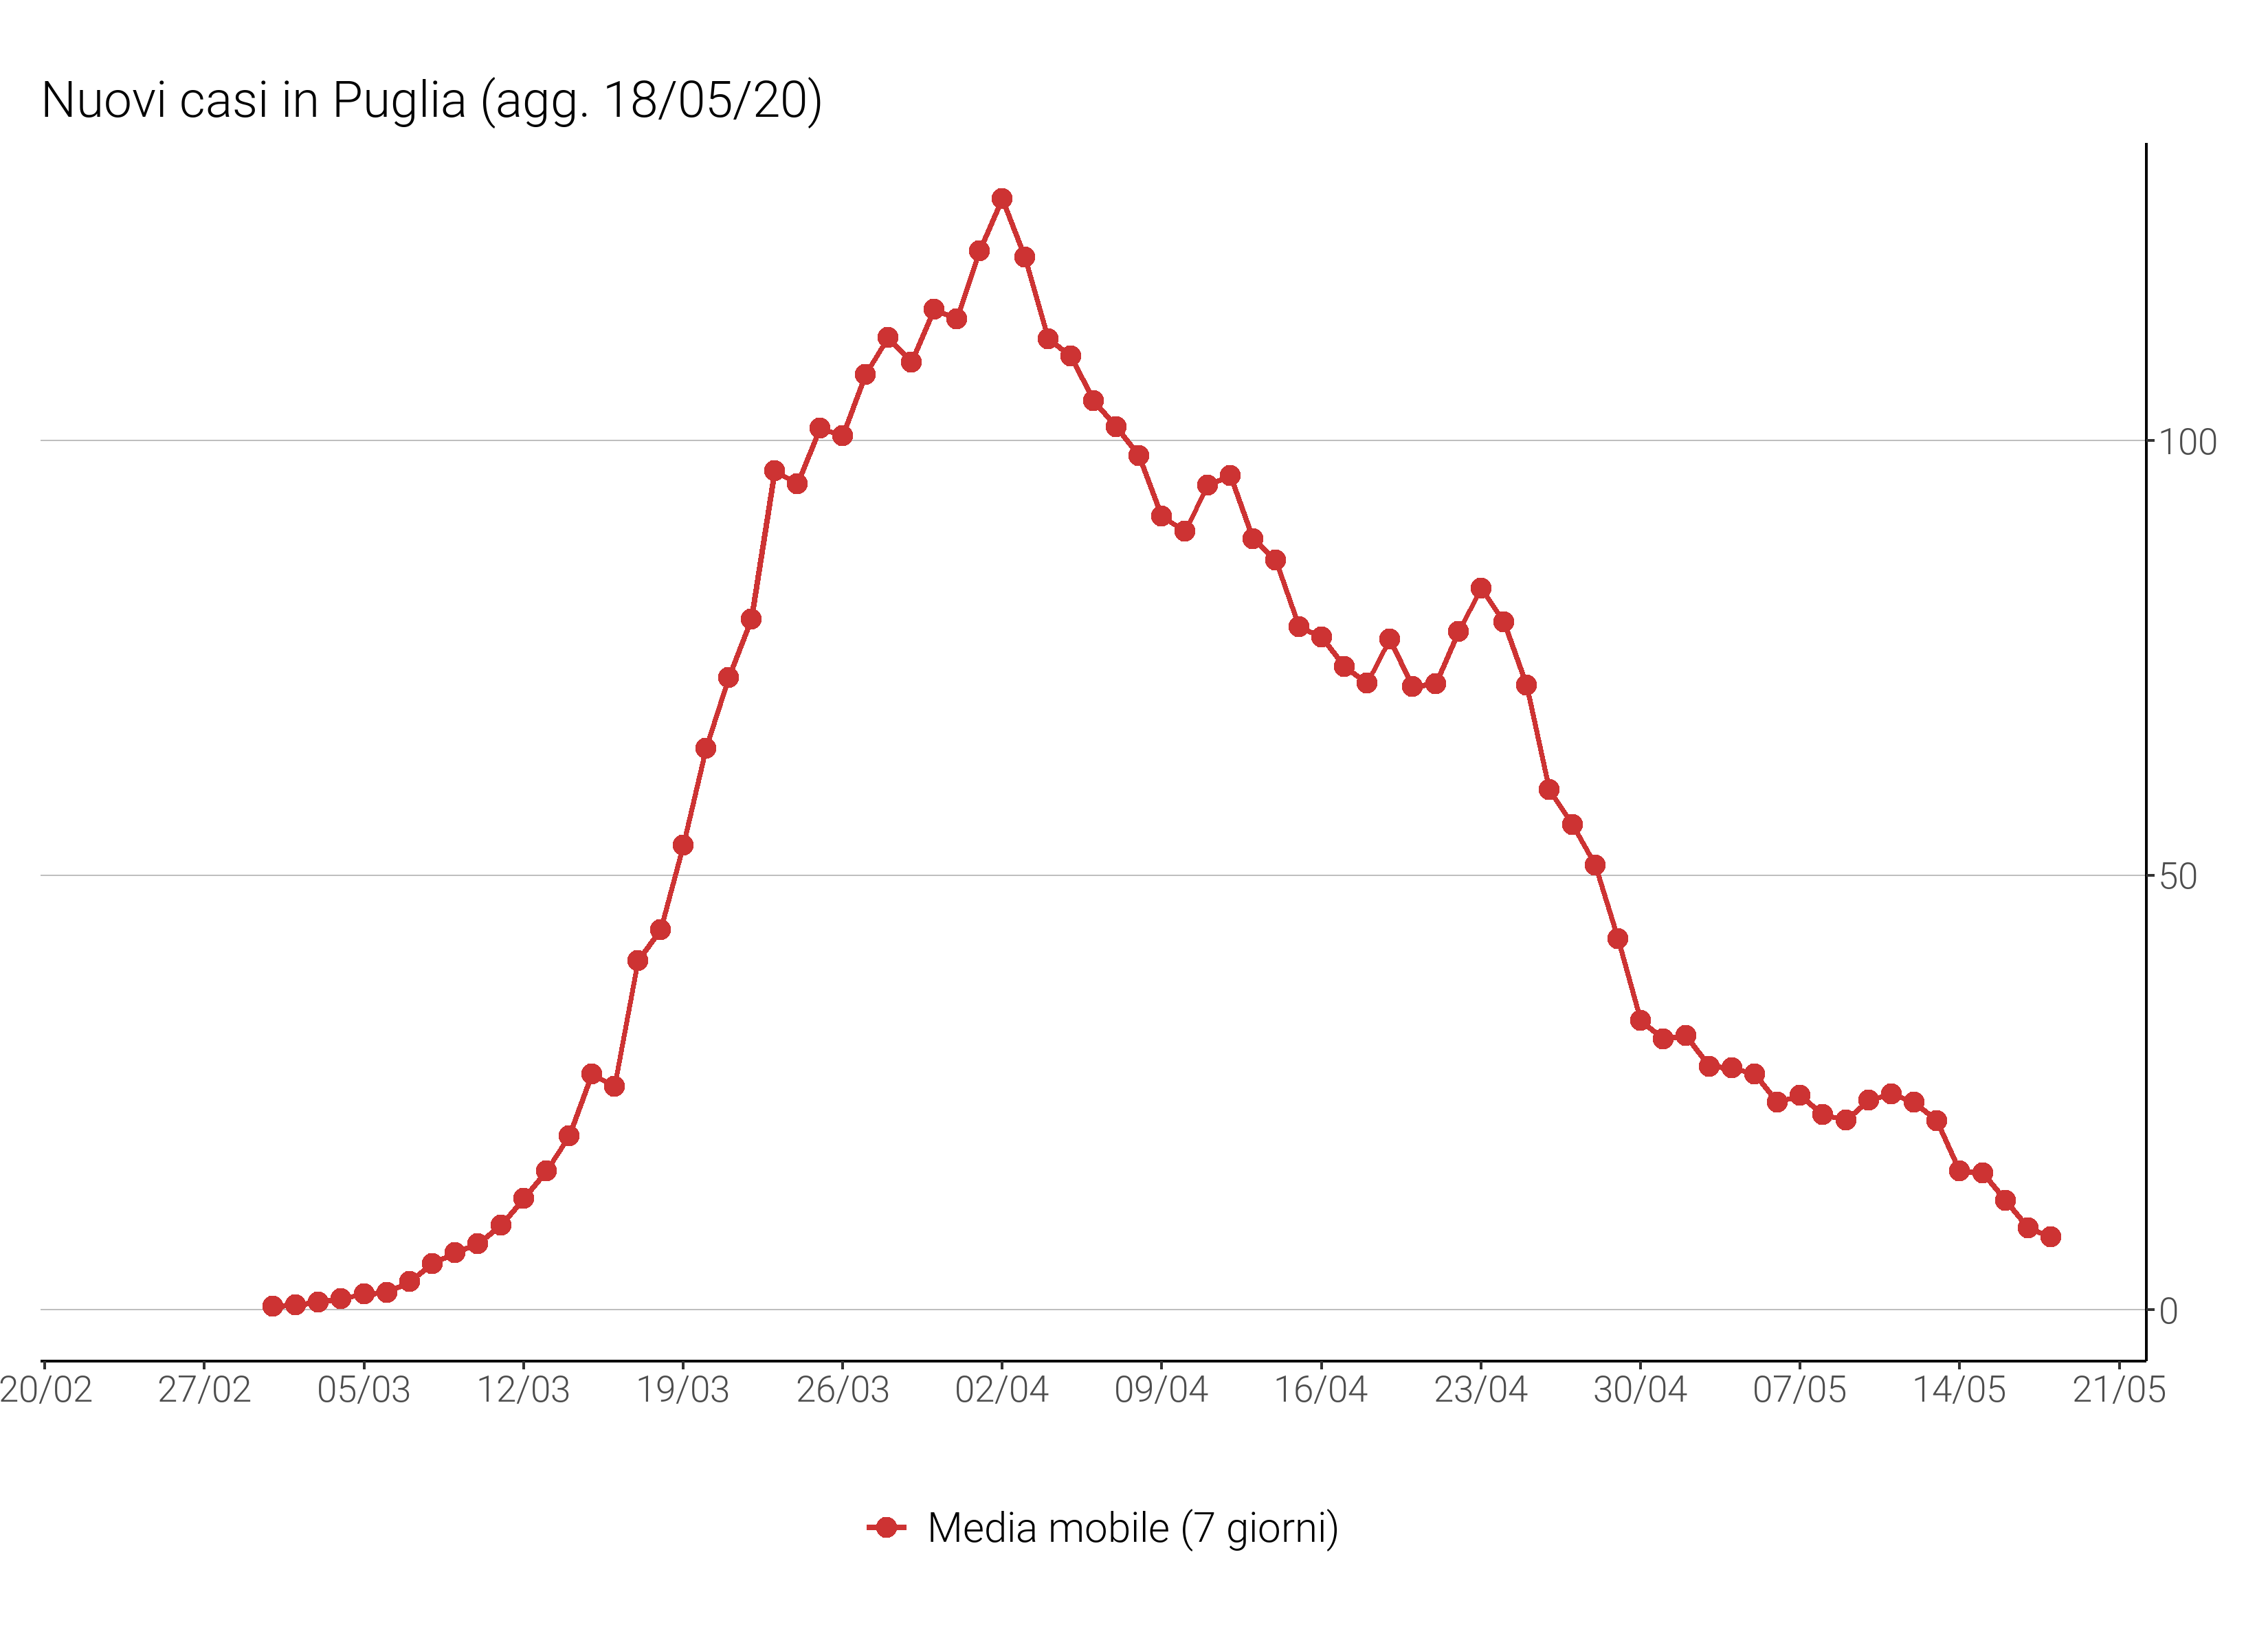 Nuovi casi in Puglia (agg. 18/05/20)
100
50
0
20/02 27/02 05/03 12/03 19/03 26/03 02/04 09/04 16/04 23/04 30/04 07/05 14/05 21/05
Media mobile (7 giorni)